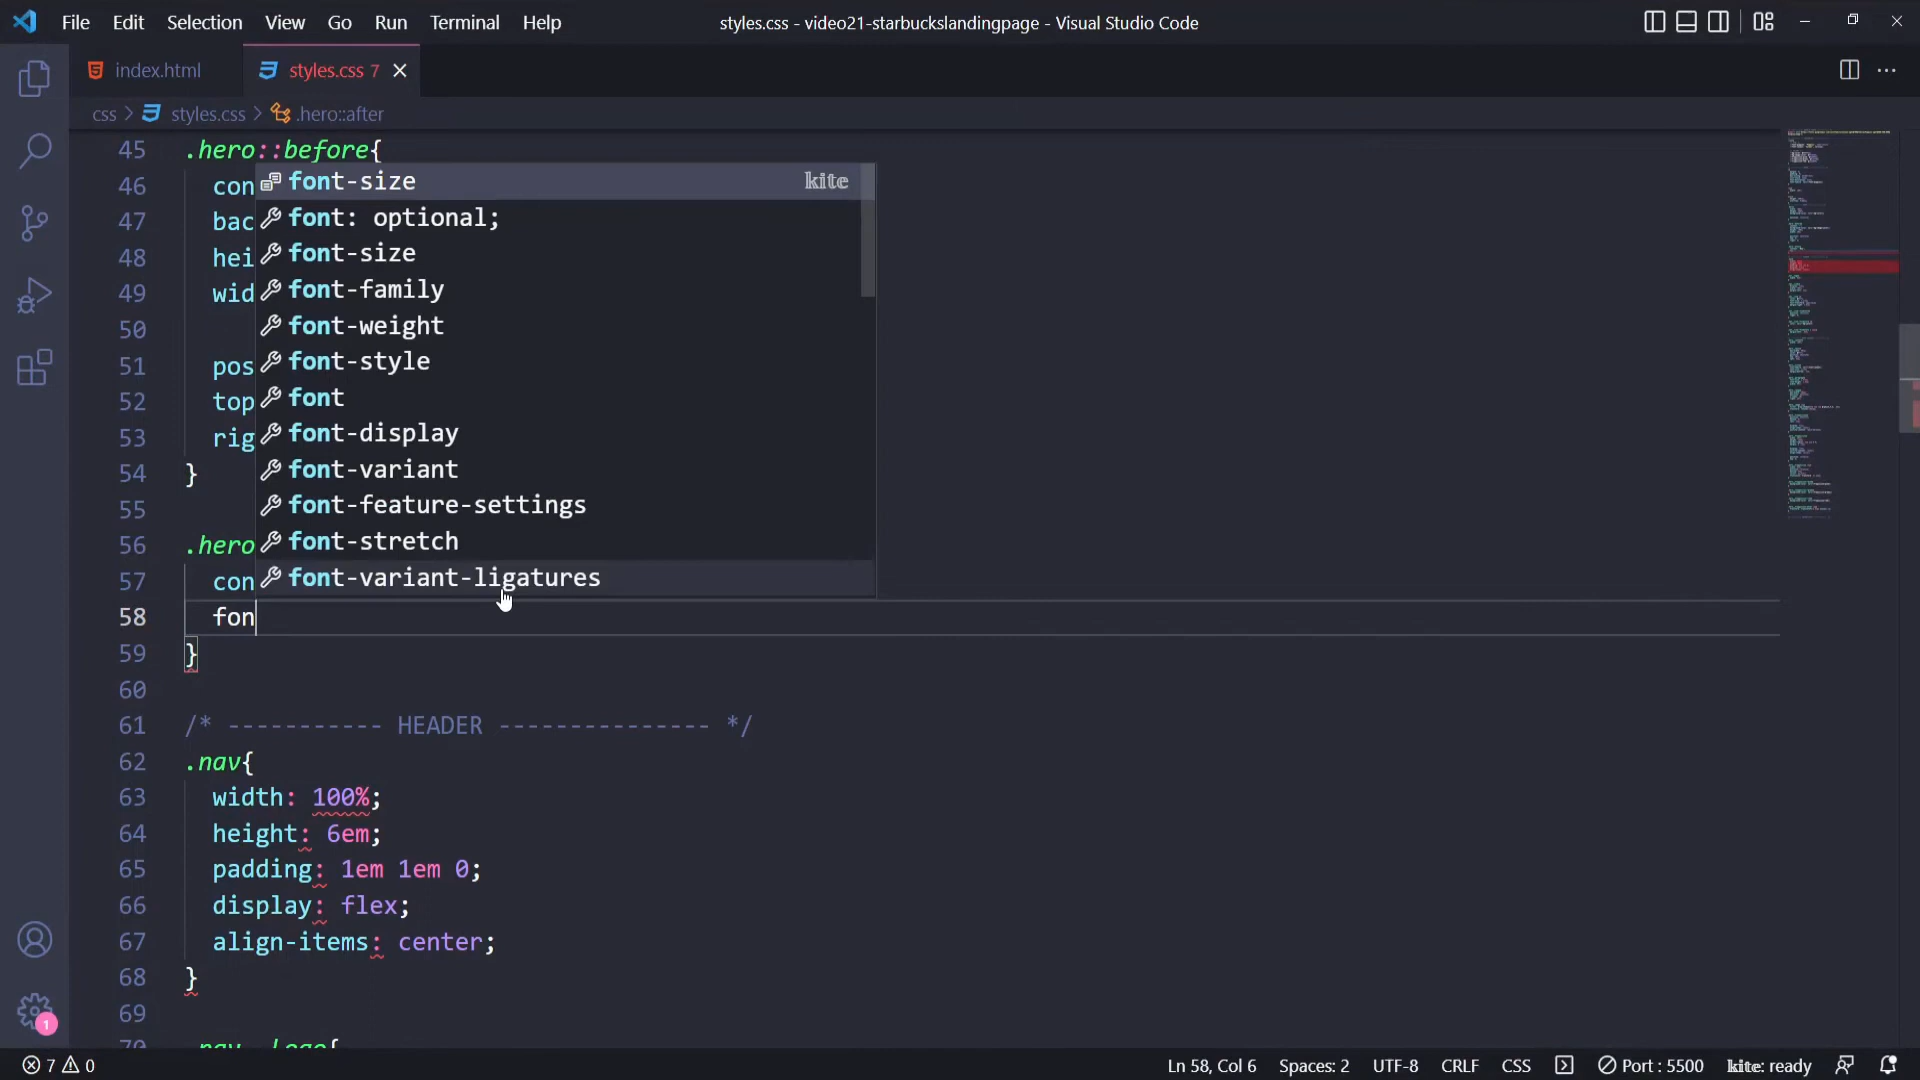 File Edit Selection View Go Run Terminal Help
styles.css - video21-starbuckslandingpage - Visual Studio Code
index.html
styles.css 7
css > styles.css > .hero::after
45 .hero::before{
46 con
47 bac
48 hei
49 wid
50
51 pos
52 top
53 rig
54 }
55
56 .hero
57 con
58 fon
59 }
60
61 /* ----------- HEADER --------------- */
62 .nav{
63 width: 100%;
64 height: 6em;
65 padding: 1em 1em 0;
66 display: flex;
67 align-items: center;
68 }
69
font-size kite
font: optional;
font-size
font-family
font-weight
font-style
font
font-display
font-variant
font-feature-settings
font-stretch
font-variant-ligatures
1
7 0
Ln 58, Col 6 Spaces: 2 UTF-8 CRLF CSS Port : 5500 kite: ready